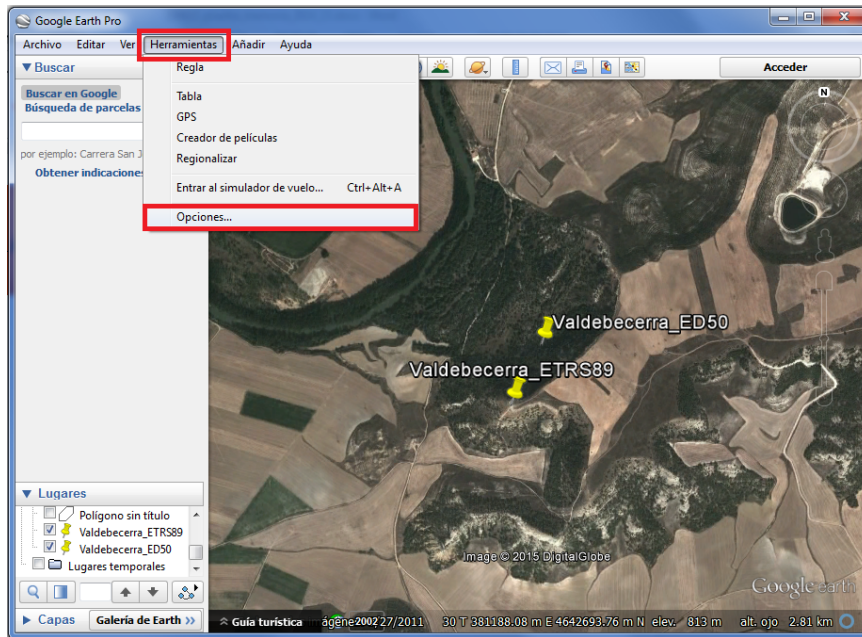 Google Earth Pro
Archivo Editar Ver Herramientas Añadir Ayuda
Buscar
Regla
Acceder
Buscar en Google
Búsqueda de parcelas
Tabla
GPS
Creador de películas
por ejemplo: Carrera San J
Regionalizar
Obtener indicaciones
Entrar al simulador de vuelo... Ctrl+Alt+A
Opciones...
N
Valdebecerra_ED50
Valdebecerra_ETRS89
Lugares
Polígono sin título
Valdebecerra_ETRS89
Valdebecerra_ED50
Lugares temporales
Image © 2015 DigitalGlobe
Google earth
Capas Galería de Earth >>
Guía turística 2002 27/2011 30 T 381188.08 m E 4642693.76 m N elev. 813 m alt. ojo 2.81 km